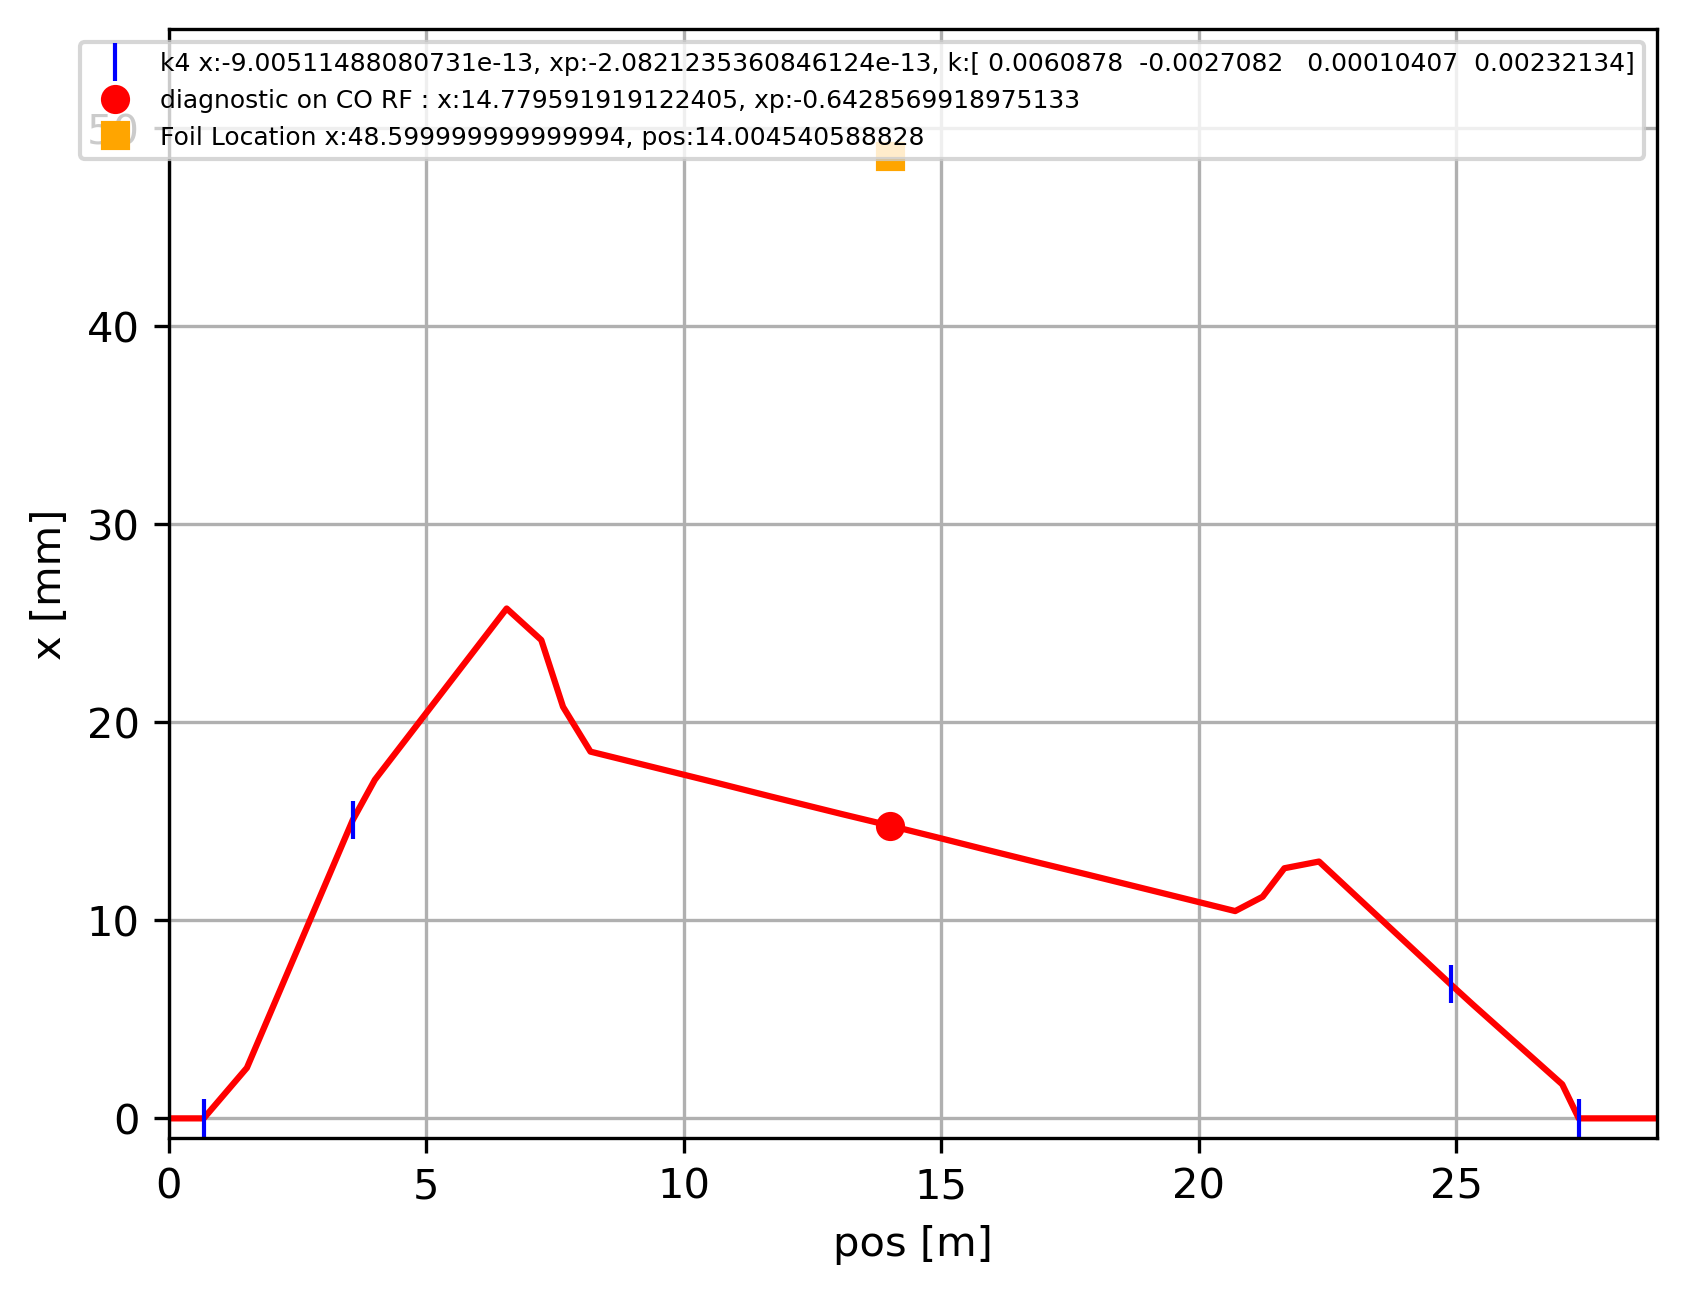 k4 x:-9.00511488080731e-13, xp:-2.0821235360846124e-13, k:[ 0.0060878 -0.0027082 0.00010407 0.00232134]
diagnostic on CO RF : x:14.779591919122405, xp:-0.6428569918975133
Foil Location x:48.599999999999994, pos:14.004540588828
50
40
30
20
10
0
x [mm]
0 5 10 15 20 25
pos [m]